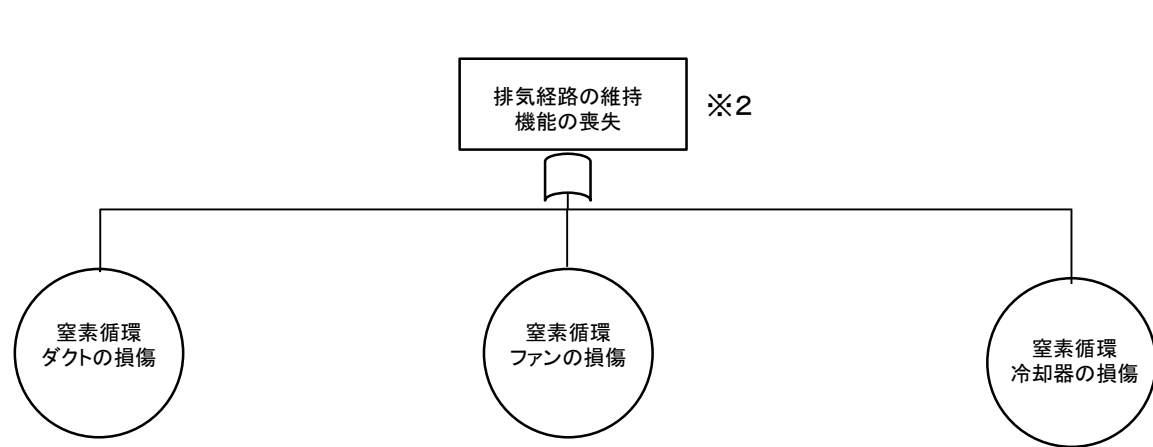 排気経路の維持
機能の喪失
※2
窒素循環
ダクトの損傷
窒素循環
ファンの損傷
窒素循環
冷却器の損傷